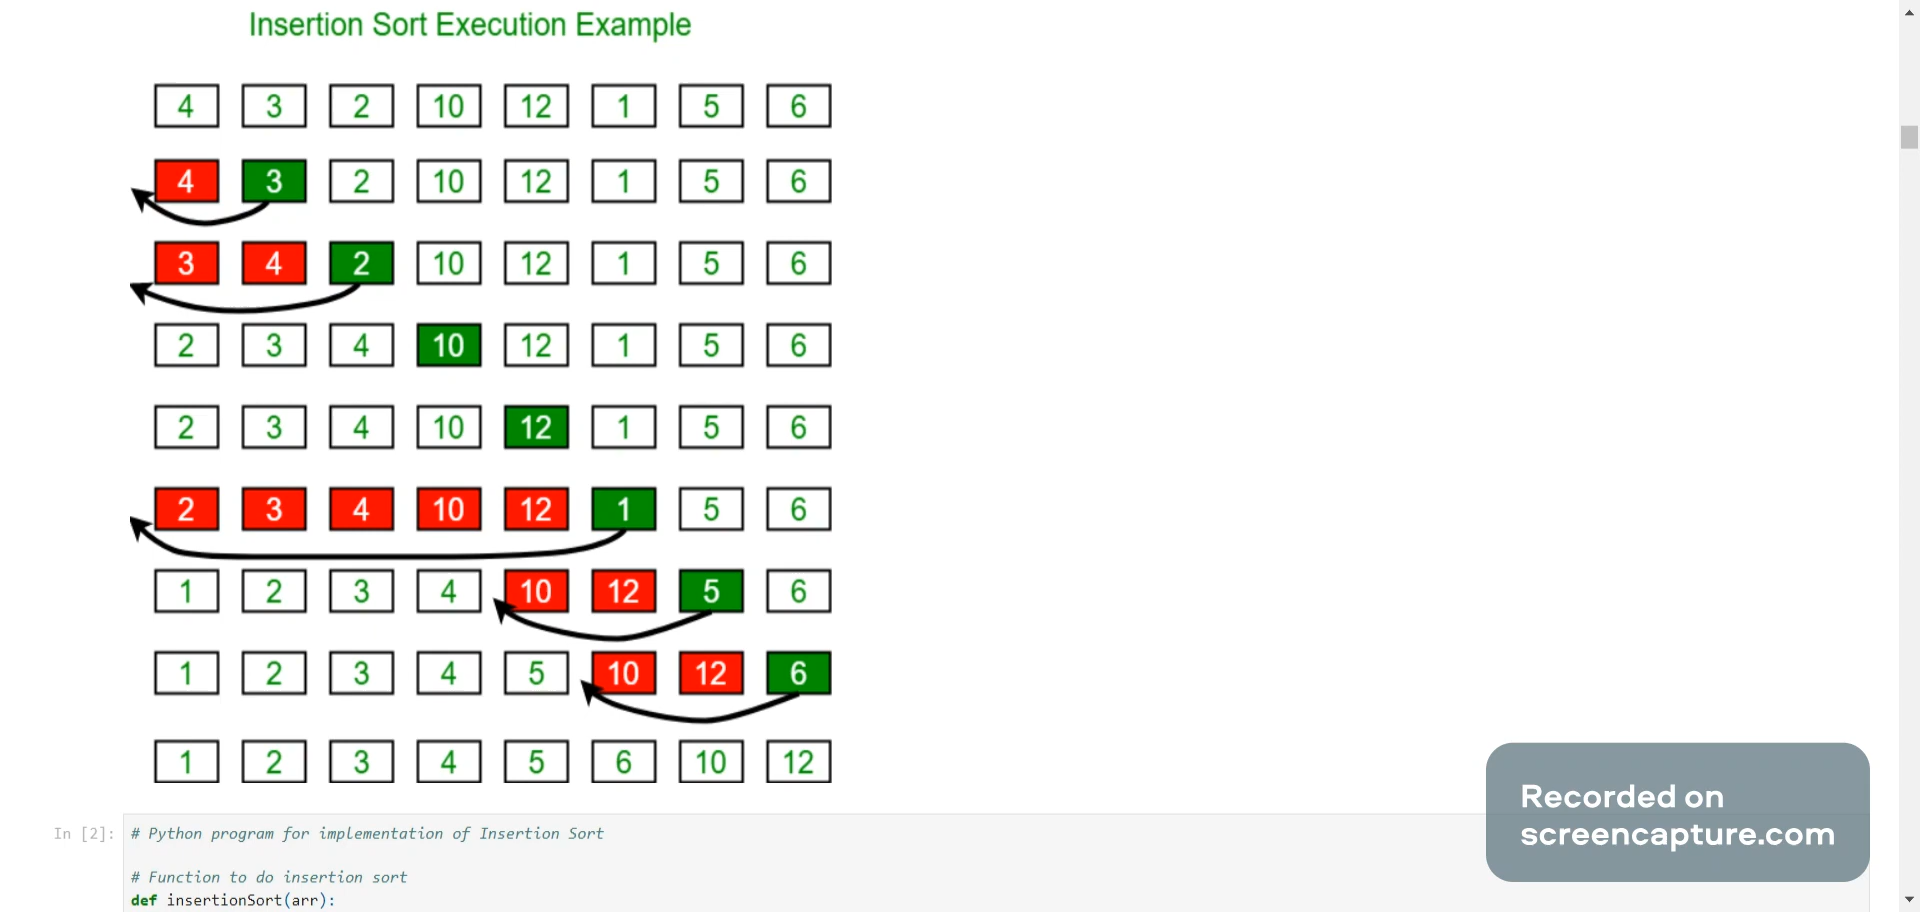 Insertion Sort Execution Example
4 3 2 10 12 1 5 6
4 3 2 10 12 1 5 6
3 4 2 10 12 1 5 6
2 3 4 10 12 1 5 6
2 3 4 10 12 1 5 6
2 3 4 10 12 1 5 6
1 2 3 4 10 12 5 6
1 2 3 4 5 10 12 6
1 2 3 4 5 6 10 12
In [2]: # Python program for implementation of Insertion Sort
# Function to do insertion sort
def insertionSort(arr):
Recorded on
screencapture.com